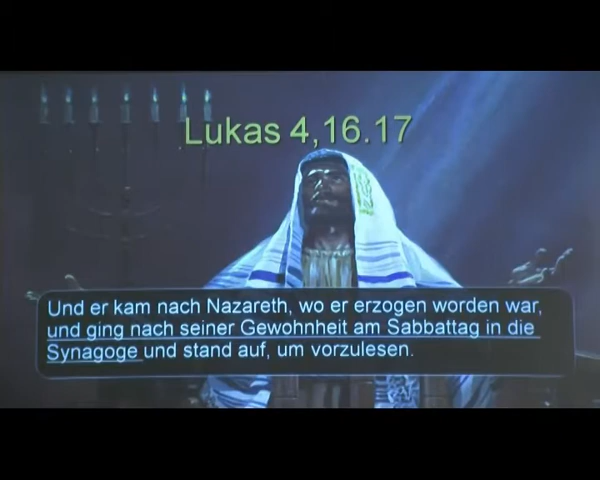 Lukas 4,16.17
Und er kam nach Nazareth, wo er erzogen worden war,
und ging nach seiner Gewohnheit am Sabbattag in die
Synagoge und stand auf, um vorzulesen.